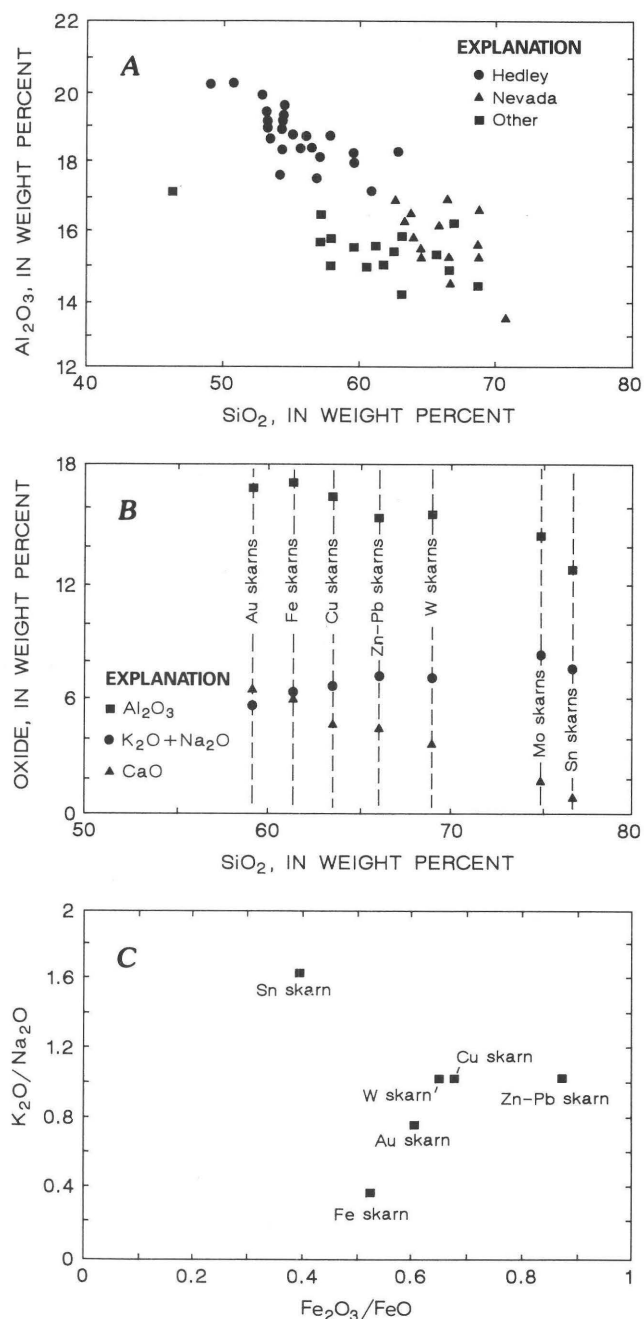 A
EXPLANATION
Hedley
Nevada
Other
22
20
18
16
14
12
Al₂O₃, IN WEIGHT PERCENT
40
50
60
70
80
SiO₂, IN WEIGHT PERCENT
B
18
12
6
0
OXIDE, IN WEIGHT PERCENT
Au skarns
Fe skarns
Cu skarns
Zn-Pb skarns
W skarns
Mo skarns
Sn skarns
EXPLANATION
Al₂O₃
K₂O+Na₂O
CaO
50
60
70
80
SiO₂, IN WEIGHT PERCENT
C
2
1.6
1.2
0.8
0.4
0
K₂O/Na₂O
Sn skarn
Cu skarn
W skarn
Zn-Pb skarn
Au skarn
Fe skarn
0
0.2
0.4
0.6
0.8
1
Fe₂O₃/FeO